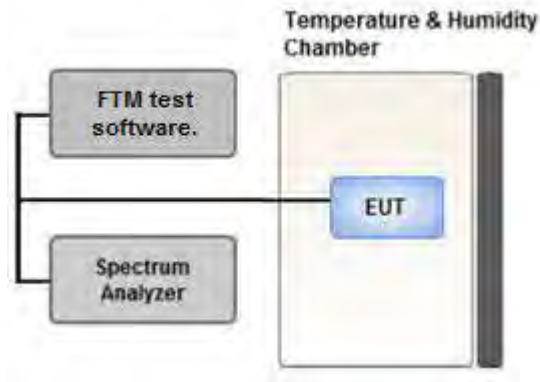 Temperature & Humidity
Chamber
FTM test
software.
EUT
Spectrum
Analyzer